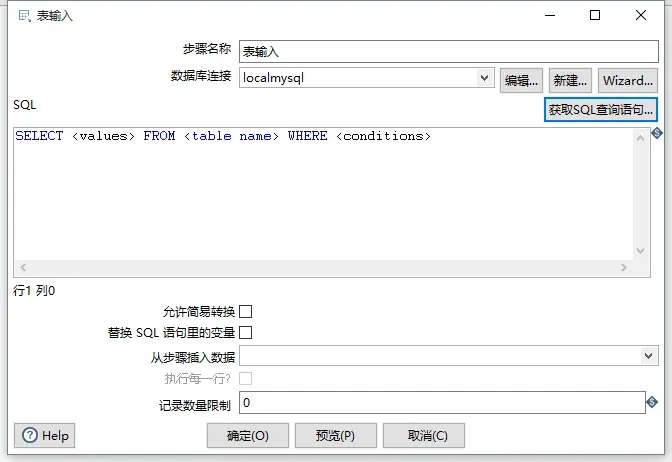 表输入
步骤名称 表输入
数据库连接 localmysql 编辑... 新建... Wizard...
SQL 获取SQL查询语句...
SELECT <values> FROM <table name> WHERE <conditions>
行1 列0
允许简易转换
替换 SQL 语句里的变量
从步骤插入数据
执行每一行?
记录数量限制 0
Help 确定(O) 预览(P) 取消(C)